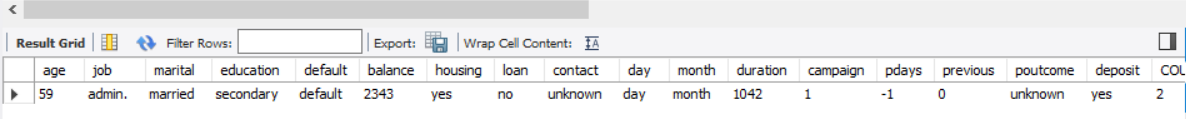 Result Grid Filter Rows: Export: Wrap Cell Content: IA
age job marital education default balance housing loan contact day month duration campaign pdays previous poutcome deposit COU
59 admin. married secondary default 2343 yes no unknown day month 1042 1 -1 0 unknown yes 2